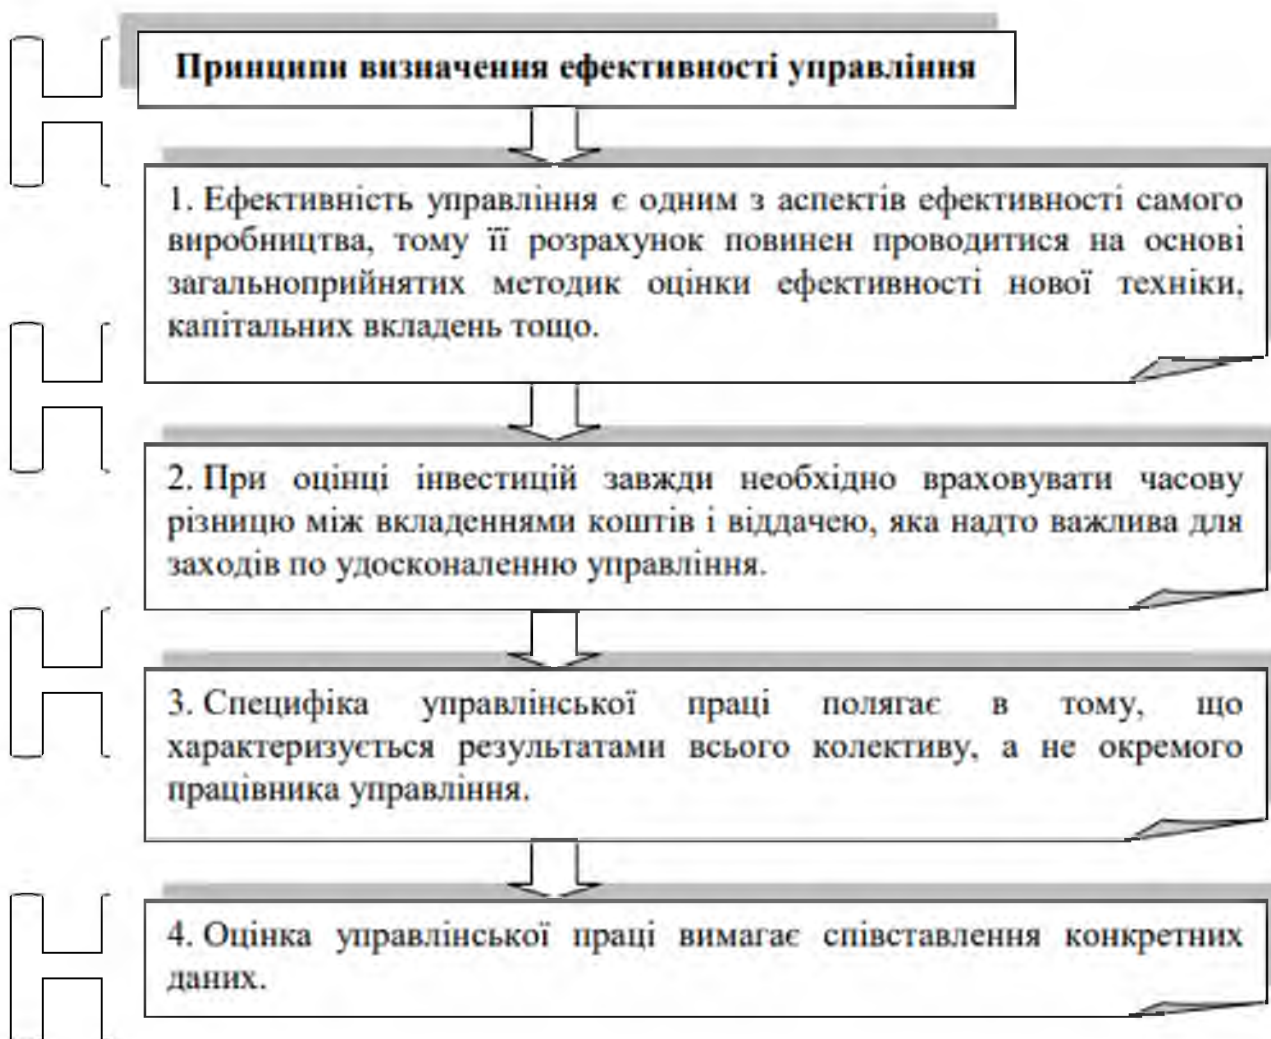 Принципи визначення ефективності управління
1. Ефективність управління є одним з аспектів ефективності самого
виробництва, тому її розрахунок повинен проводитися на основі
загальноприйнятих методик оцінки ефективності нової техніки,
капітальних вкладень тощо.
2. При оцінці інвестицій завжди необхідно враховувати часову
різницю між вкладеннями коштів і віддачею, яка надто важлива для
заходів по удосконаленню управління.
3. Специфіка управлінської праці полягає в тому, що
характеризується результатами всього колективу, а не окремого
працівника управління.
4. Оцінка управлінської праці вимагає співставлення конкретних
даних.